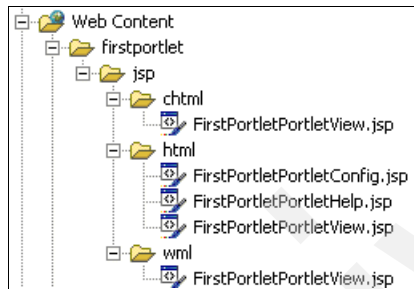 Web Content
firstportlet
jsp
chtml
FirstPortletPortletView.jsp
html
FirstPortletPortletConfig.jsp
FirstPortletPortletHelp.jsp
FirstPortletPortletView.jsp
wml
FirstPortletPortletView.jsp